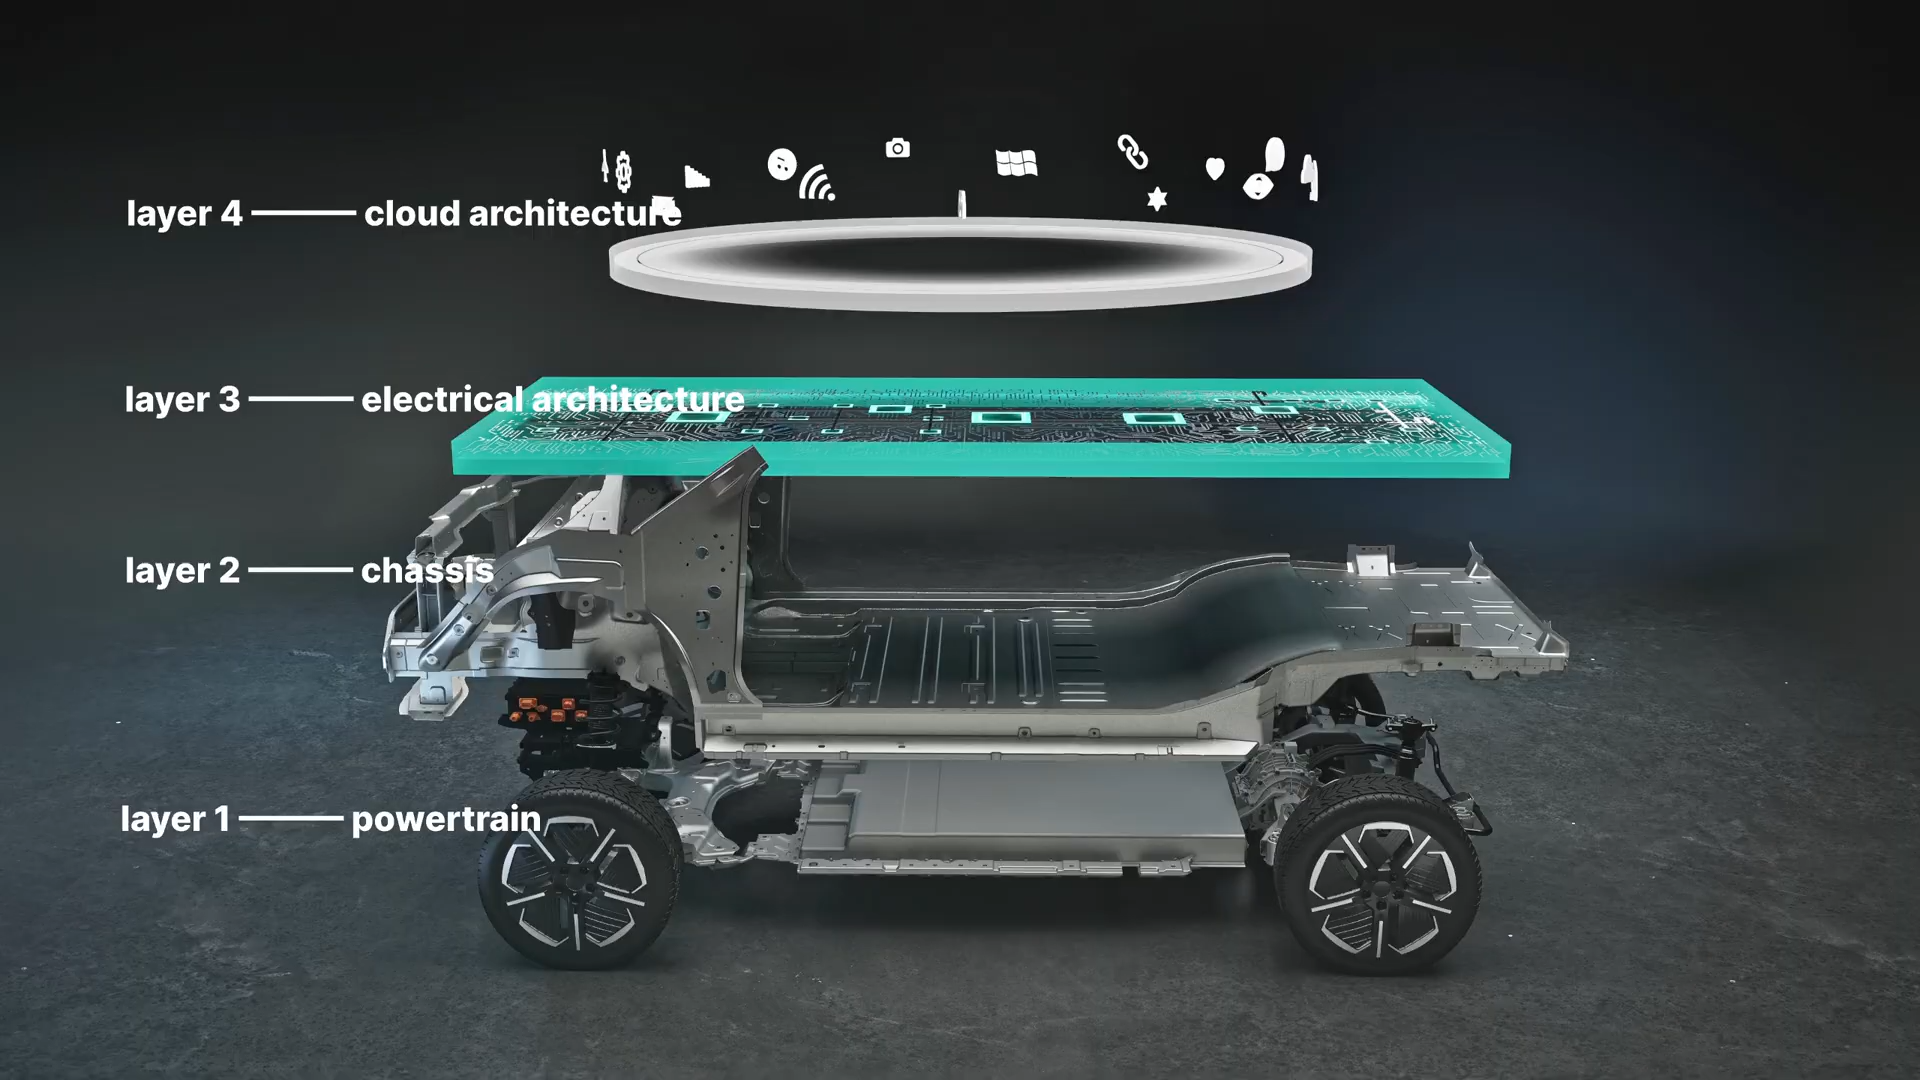 layer 4 cloud architecture
layer 3 electrical architecture
layer 2 chassis
layer 1 powertrain